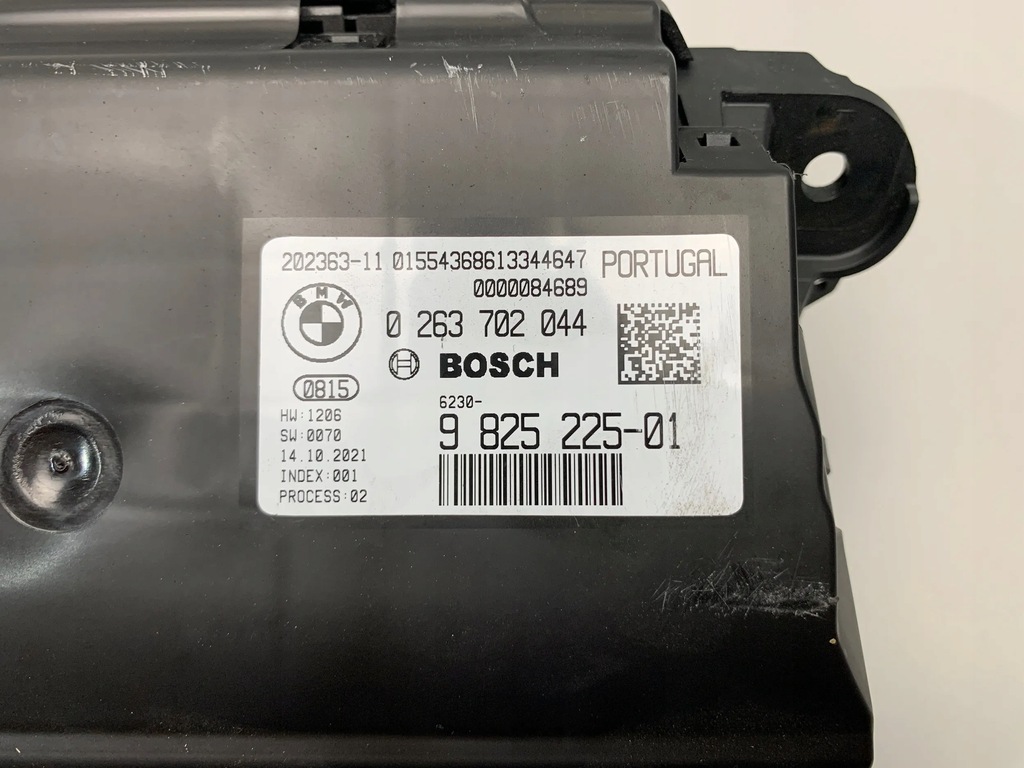 202363-11 01554368613344647 PORTUGAL
0000084689
BMW
0 263 702 044
BOSCH
0815
6230-
9 825 225-01
HW:1206
SW:0070
14.10.2021
INDEX:001
PROCESS:02